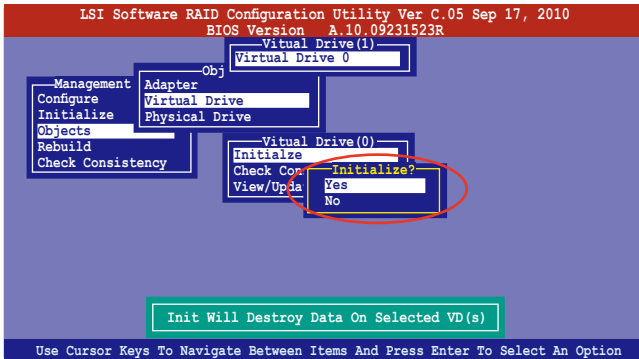 LSI Software RAID Configuration Utility Ver C.05 Sep 17, 2010
BIOS Version A.10.09231523R
Vitual Drive(1)
Virtual Drive 0
Obj
Management
Adapter
Configure
Virtual Drive
Initialize
Physical Drive
Objects
Rebuild
Check Consistency
Vitual Drive(0)
Initialze
Check Con
View/Upda
Initialize?
Yes
No
Init Will Destroy Data On Selected VD(s)
Use Cursor Keys To Navigate Between Items And Press Enter To Select An Option